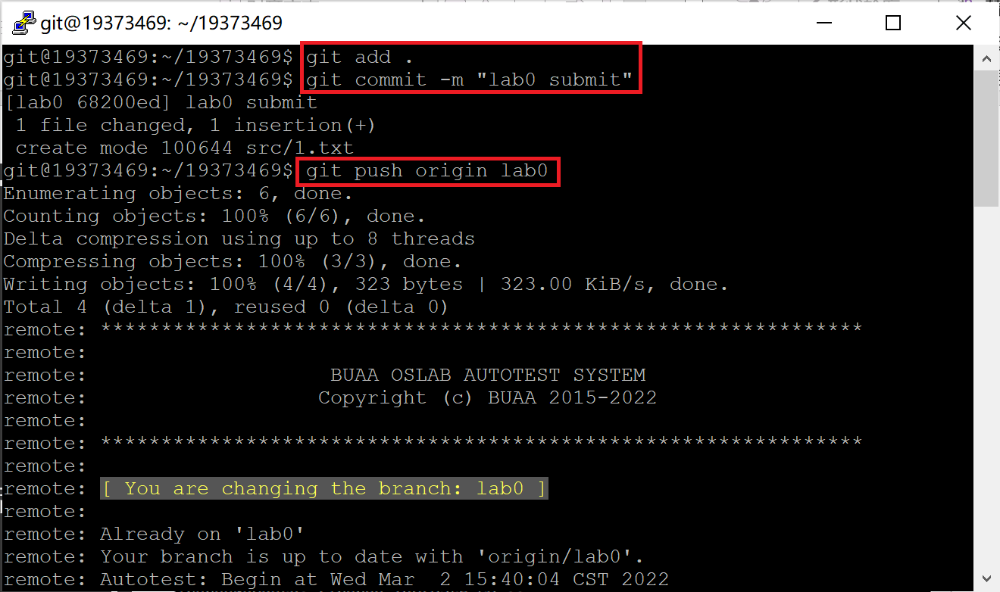 git@19373469: ~/19373469
git@19373469:~/19373469$ git add .
git@19373469:~/19373469$ git commit -m "lab0 submit"
[lab0 68200ed] lab0 submit
 1 file changed, 1 insertion(+)
 create mode 100644 src/1.txt
git@19373469:~/19373469$ git push origin lab0
Enumerating objects: 6, done.
Counting objects: 100% (6/6), done.
Delta compression using up to 8 threads
Compressing objects: 100% (3/3), done.
Writing objects: 100% (4/4), 323 bytes | 323.00 KiB/s, done.
Total 4 (delta 1), reused 0 (delta 0)
remote: ***************************************************************
remote:
remote:                    BUAA OSLAB AUTOTEST SYSTEM
remote:                   Copyright (c) BUAA 2015-2022
remote:
remote: ***************************************************************
remote:
remote: [ You are changing the branch: lab0 ]
remote:
remote: Already on 'lab0'
remote: Your branch is up to date with 'origin/lab0'.
remote: Autotest: Begin at Wed Mar  2 15:40:04 CST 2022